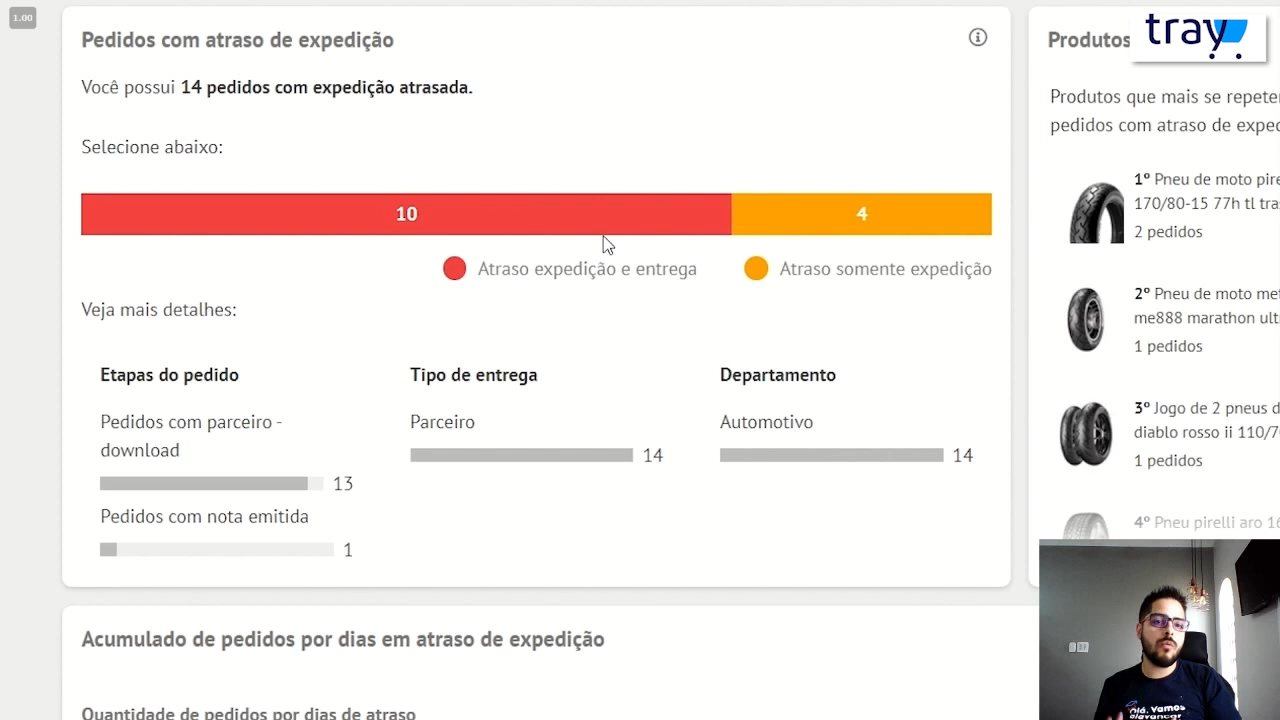 1.00
Pedidos com atraso de expedição
Você possui 14 pedidos com expedição atrasada.
Selecione abaixo:
10
4
Atraso expedição e entrega
Atraso somente expedição
Veja mais detalhes:
Etapas do pedido
Pedidos com parceiro -
download
13
Pedidos com nota emitida
1
Tipo de entrega
Parceiro
14
Departamento
Automotivo
14
Acumulado de pedidos por dias em atraso de expedição
Quantidade de pedidos por dias de atraso
Produtos
tray
Produtos que mais se repete
pedidos com atraso de expe
1º Pneu de moto pire
170/80-15 77h tl tra
2 pedidos
2º Pneu de moto me
me888 marathon ult
1 pedidos
3º Jogo de 2 pneus d
diablo rosso ii 110/7
1 pedidos
4º Pneu pirelli aro 16
Olá, Vamos
alavancar